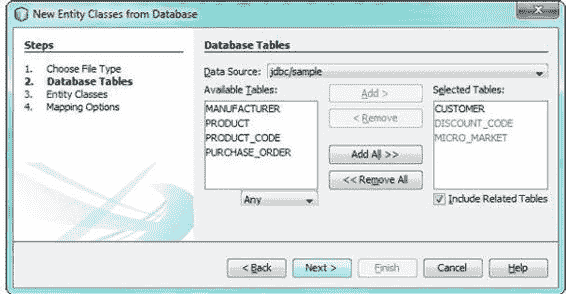 New Entity Classes from Database
Steps
1. Choose File Type
2. Database Tables
3. Entity Classes
4. Mapping Options
Database Tables
Data Source: jdbc/sample
Available Tables:
MANUFACTURER
PRODUCT
PRODUCT_CODE
PURCHASE_ORDER
Any
Add >
< Remove
Add All >>
<< Remove All
Selected Tables:
CUSTOMER
DISCOUNT_CODE
MICRO_MARKET
Include Related Tables
< Back
Next >
Finish
Cancel
Help